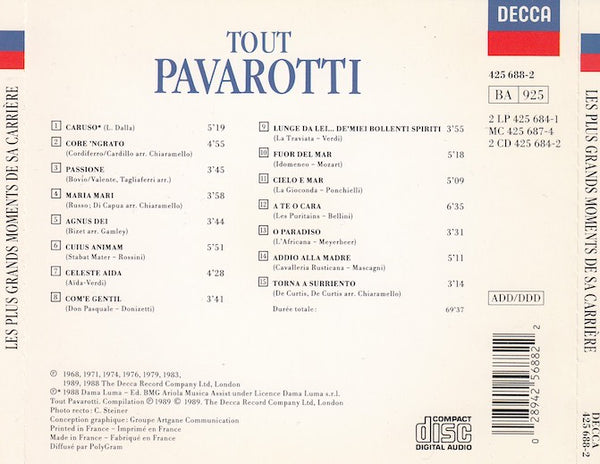 LES PLUS GRANDS MOMENTS DE SA CARRIÈRE
TOUT
PAVAROTTI
DECCA
425 688-2
BA 925
2 LP 425 684-1
MC 425 687-4
2 CD 425 684-2
1 CARUSO* (L. Dalla) 5'19
2 CORE 'NGRATO 4'55
(Cordiferro/Cardillo arr. Chiaramello)
3 PASSIONE 3'45
(Bovio/Valente, Tagliaferri arr.)
4 MARIA MARI 3'58
(Russo; Di Capua arr. Chiaramello)
5 AGNUS DEI 3'44
(Bizet arr. Gamley)
6 CUIUS ANIMAM 5'51
(Stabat Mater – Rossini)
7 CELESTE AIDA 4'28
(Aïda-Verdi)
8 COM'E GENTIL 3'41
(Don Pasquale – Donizetti)
9 LUNGE DA LEI... DE'MIEI BOLLENTI SPIRITI 3'55
(La Traviata – Verdi)
10 FUOR DEL MAR 5'18
(Idomeneo – Mozart)
11 CIELO E MAR 5'09
(La Gioconda – Ponchielli)
12 A TE O CARA 6'35
(Les Puritains – Bellini)
13 O PARADISO 3'31
(L'Africana – Meyerbeer)
14 ADDIO ALLA MADRE 5'11
(Cavalleria Rusticana – Mascagni)
15 TORNA A SURRIENTO 3'14
(De Curtis, De Curtis arr. Chiaramello)
Durée totale: 69'37
ADD/DDD
℗ 1968, 1971, 1974, 1976, 1979, 1983,
1989, 1988 The Decca Record Company Ltd, London
℗* 1988 Dama Luma – Ed. BMG Ariola Musica Assist under Licence Dama Luma s.r.l.
Tout Pavarotti. Compilation ℗ 1989 © 1989. The Decca Record Company Ltd, London
Photo recto : C. Steiner
Conception graphique : Groupe Artgane Communication
Printed in France – Imprimé en France
Made in France – Fabriqué en France
Diffusé par PolyGram
COMPACT
disc
DIGITAL AUDIO
0 28942 56882 2
LES PLUS GRANDS MOMENTS DE SA CARRIÈRE
DECCA
425 688-2